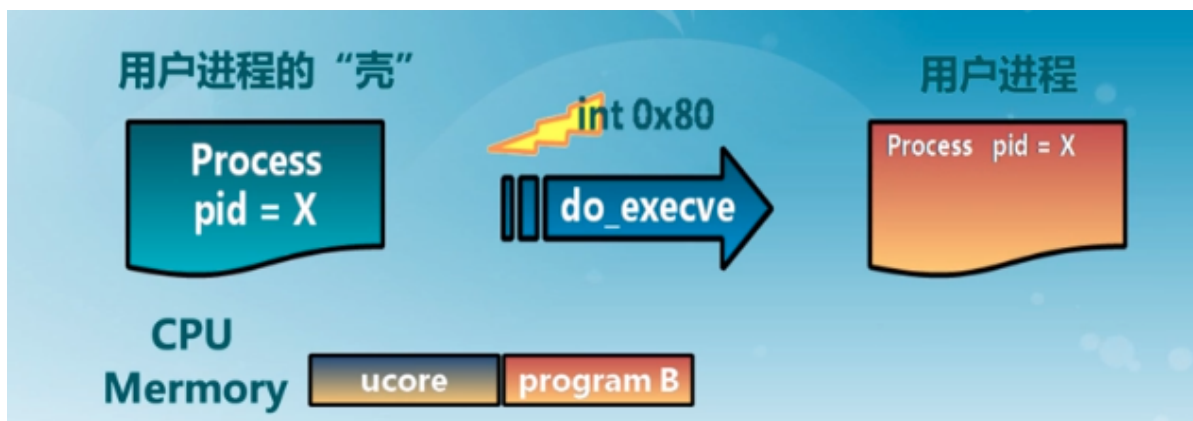 用户进程的“壳”
用户进程
int 0x80
Process
pid = X
do_execve
Process pid = X
CPU
Mermory
ucore
program B